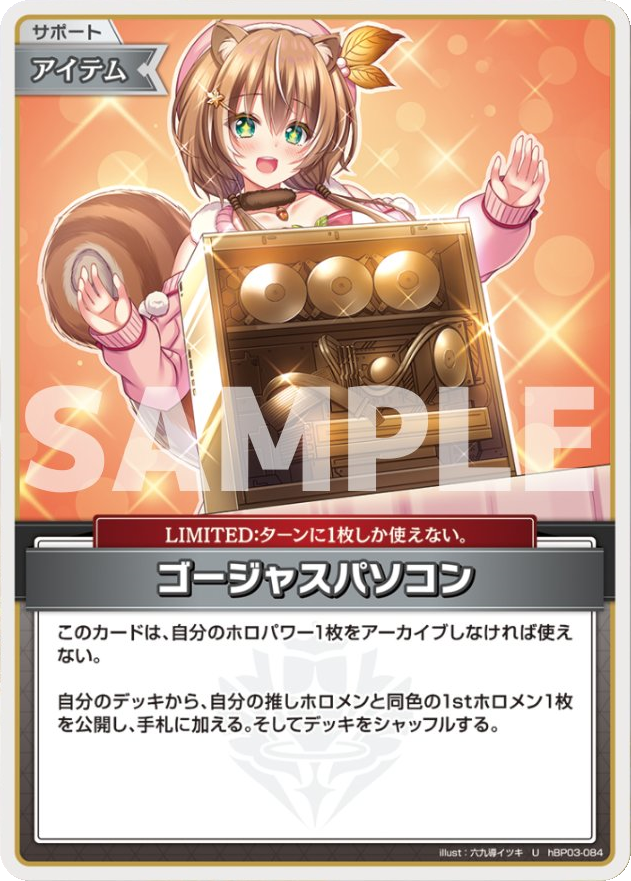 サポート
アイテム
SAMPLE
LIMITED:ターンに1枚しか使えない。
ゴージャスパソコン
このカードは、自分のホロパワー1枚をアーカイブしなければ使え
ない。
自分のデッキから、自分の推しホロメンと同色の1stホロメン1枚
を公開し、手札に加える。そしてデッキをシャッフルする。
illust：六九導イツキ U hBP03-084